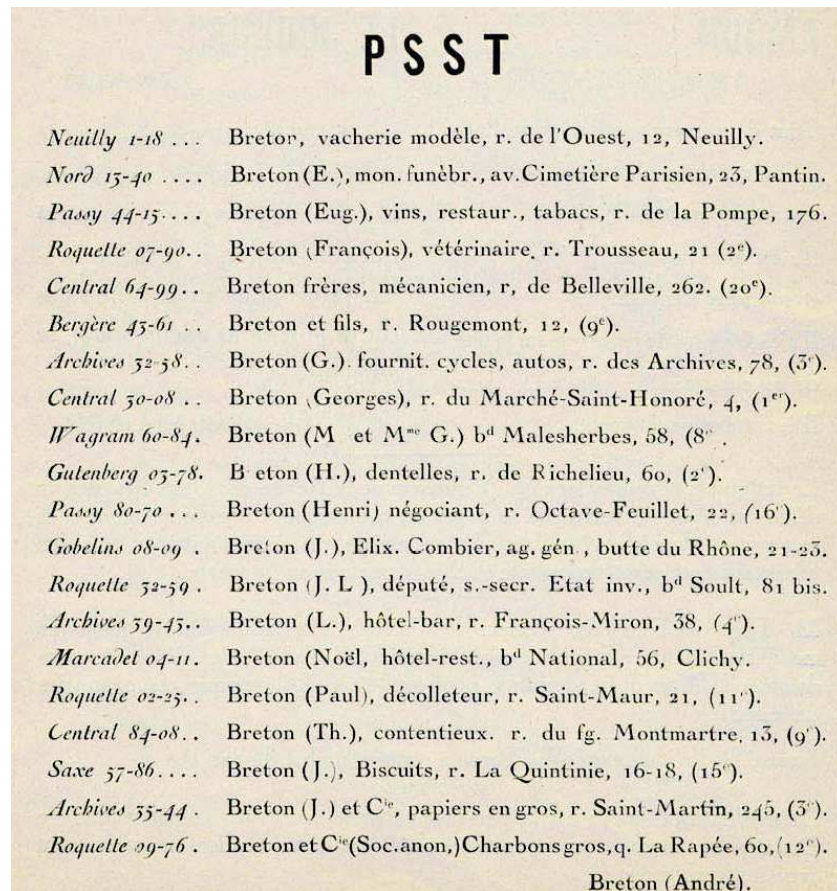 PSST
Neuilly 1-18 ... Breton, vacherie modèle, r. de l'Ouest, 12, Neuilly.
Nord 13-40 .... Breton (E.), mon. funèbr., av. Cimetière Parisien, 23, Pantin.
Passy 44-15.... Breton (Eug.), vins, restaur., tabacs, r. de la Pompe, 176.
Roquette 07-90.. Breton (François), vétérinaire. r. Trousseau, 21 (2e).
Central 64-99.. Breton frères, mécanicien, r, de Belleville, 262. (20e).
Bergère 43-61 .. Breton et fils, r. Rougemont, 12, (9e).
Archives 32-58.. Breton (G.). fournit. cycles, autos, r. des Archives, 78, (3e).
Central 30-08 .. Breton (Georges), r. du Marché-Saint-Honoré, 4, (1er).
Wagram 60-84. Breton (M et Mme G.) bd Malesherbes, 58, (8e .
Gutenberg 03-78. B eton (H.), dentelles, r. de Richelieu, 60, (2e).
Passy 80-70 ... Breton (Henri) négociant, r. Octave-Feuillet, 22, (16e).
Gobelins 08-09 . Breton (J.), Elix. Combier, ag. gén , butte du Rhône, 21-23.
Roquette 32-59 . Breton (J. L ), député, s.-secr. Etat inv., bd Soult, 81 bis.
Archives 39-43.. Breton (L.), hôtel-bar, r. François-Miron, 38, (4e).
Marcadet 04-11. Breton (Noël, hôtel-rest., bd National, 56, Clichy.
Roquette 02-25.. Breton (Paul), décolleteur, r. Saint-Maur, 21, (11e).
Central 84-08.. Breton (Th.), contentieux. r. du fg. Montmartre, 13, (9e).
Saxe 57-86.... Breton (J.), Biscuits, r. La Quintinie, 16-18, (15e).
Archives 35-44 . Breton (J.) et Cie, papiers en gros, r. Saint-Martin, 245, (3e).
Roquette 09-76 . Breton et Cie (Soc. anon,) Charbons gros, q. La Rapée, 60, (12e).
Breton (André).